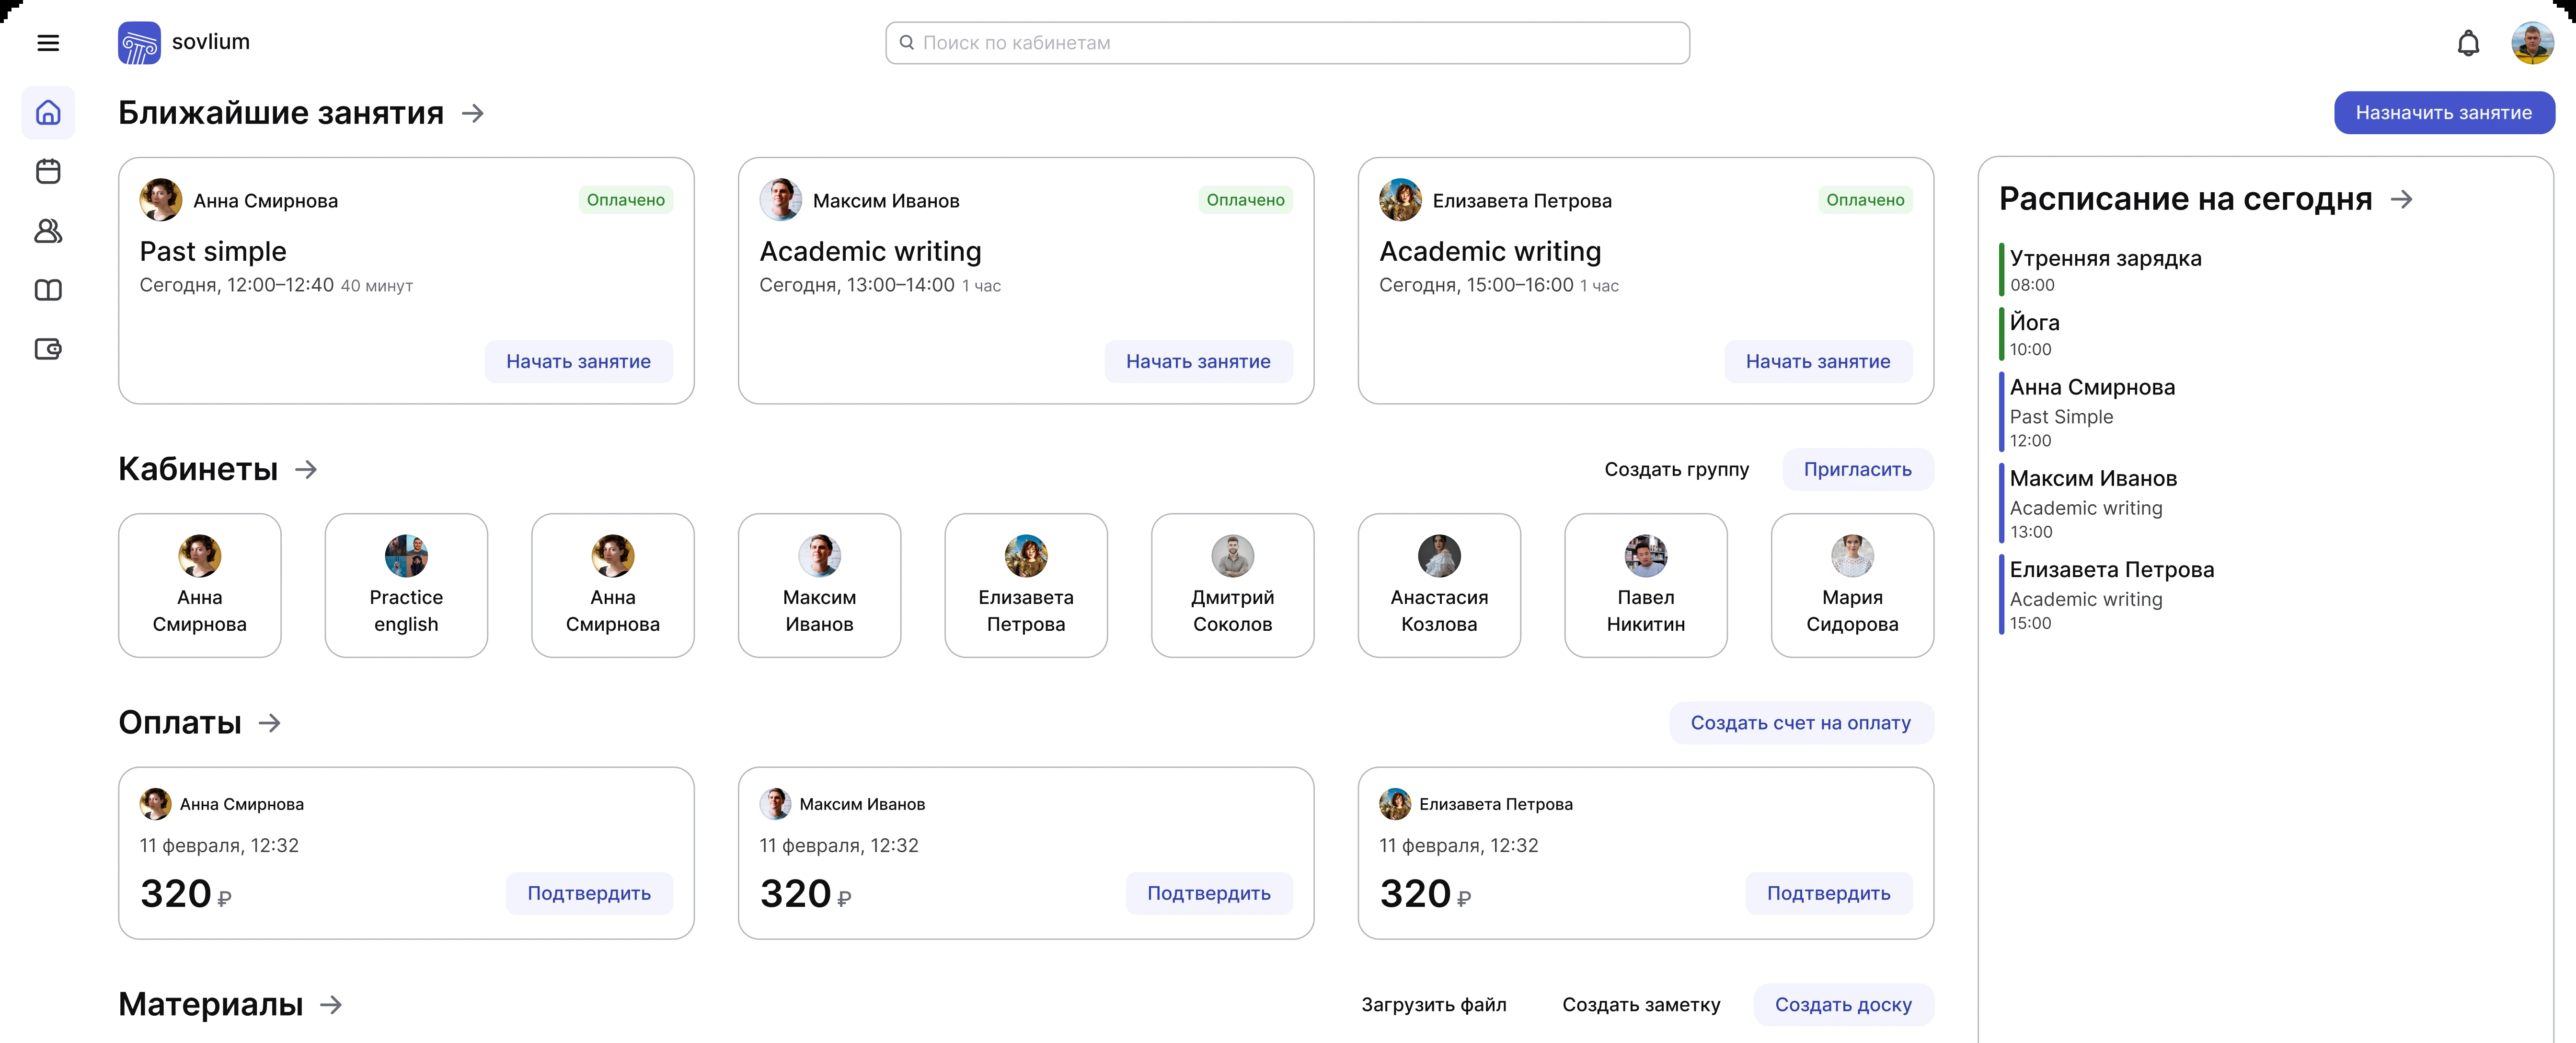 sovlium
Поиск по кабинетам
Ближайшие занятия
Назначить занятие
Анна Смирнова
Оплачено
Past simple
Сегодня, 12:00–12:40 40 минут
Начать занятие
Максим Иванов
Оплачено
Academic writing
Сегодня, 13:00–14:00 1 час
Начать занятие
Елизавета Петрова
Оплачено
Academic writing
Сегодня, 15:00–16:00 1 час
Начать занятие
Кабинеты
Создать группу
Пригласить
Анна
Смирнова
Practice
english
Анна
Смирнова
Максим
Иванов
Елизавета
Петрова
Дмитрий
Соколов
Анастасия
Козлова
Павел
Никитин
Мария
Сидорова
Оплаты
Создать счет на оплату
Анна Смирнова
11 февраля, 12:32
320 ₽
Подтвердить
Максим Иванов
11 февраля, 12:32
320 ₽
Подтвердить
Елизавета Петрова
11 февраля, 12:32
320 ₽
Подтвердить
Материалы
Загрузить файл
Создать заметку
Создать доску
Расписание на сегодня
Утренняя зарядка
08:00
Йога
10:00
Анна Смирнова
Past Simple
12:00
Максим Иванов
Academic writing
13:00
Елизавета Петрова
Academic writing
15:00